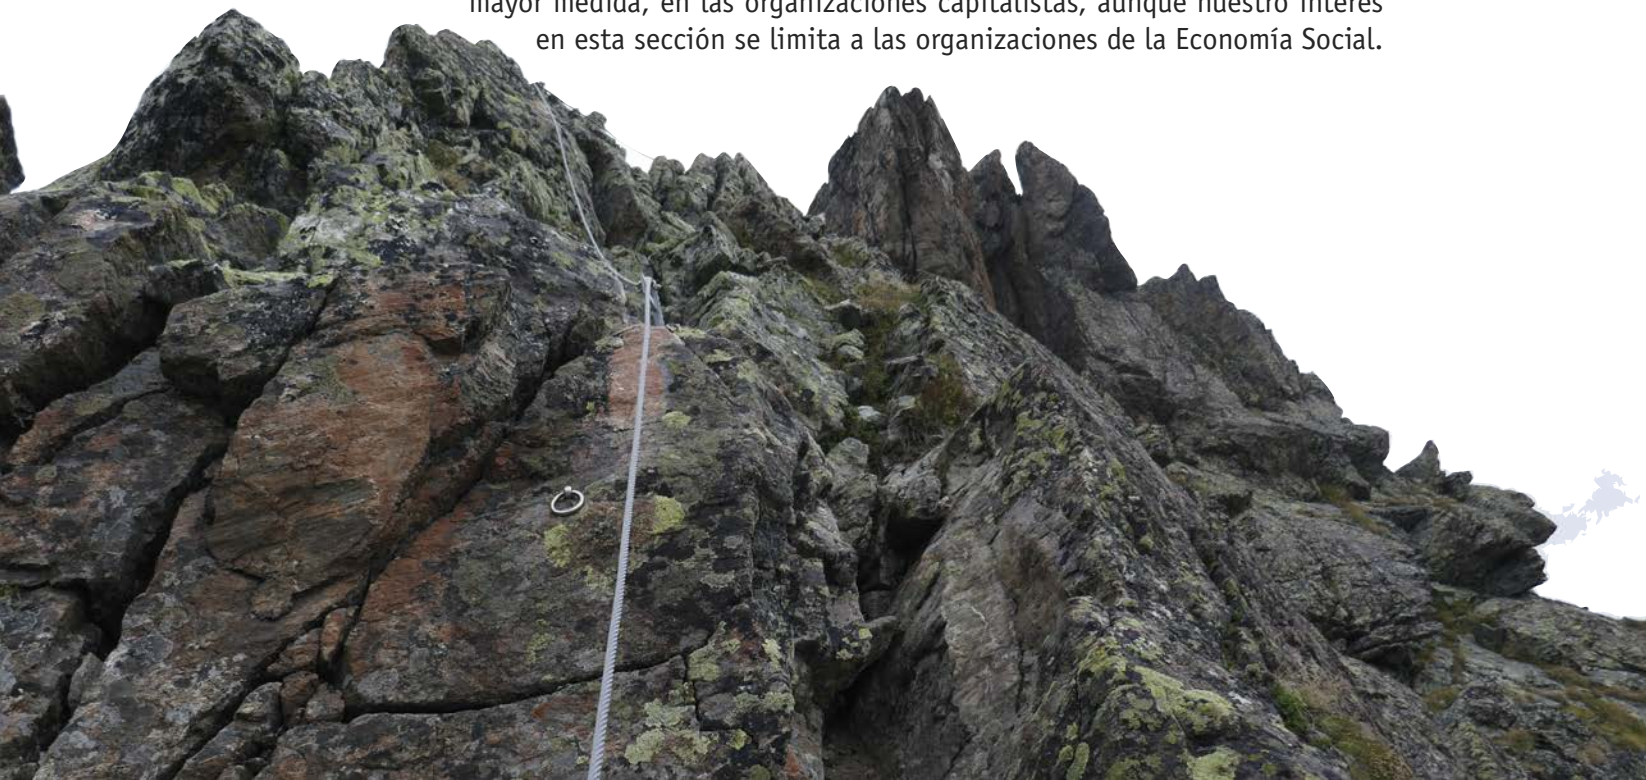 mayor medida, en las organizaciones capitalistas, aunque nuestro interés
en esta sección se limita a las organizaciones de la Economía Social.